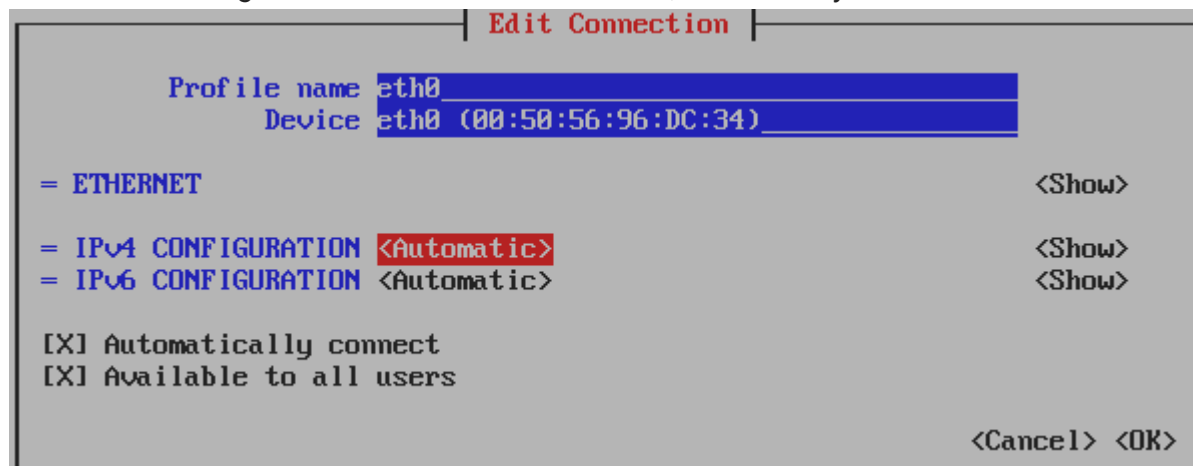 Edit Connection
Profile name eth0
Device eth0 (00:50:56:96:DC:34)
= ETHERNET <Show>
= IPv4 CONFIGURATION <Automatic> <Show>
= IPv6 CONFIGURATION <Automatic> <Show>
[X] Automatically connect
[X] Available to all users
<Cancel> <OK>